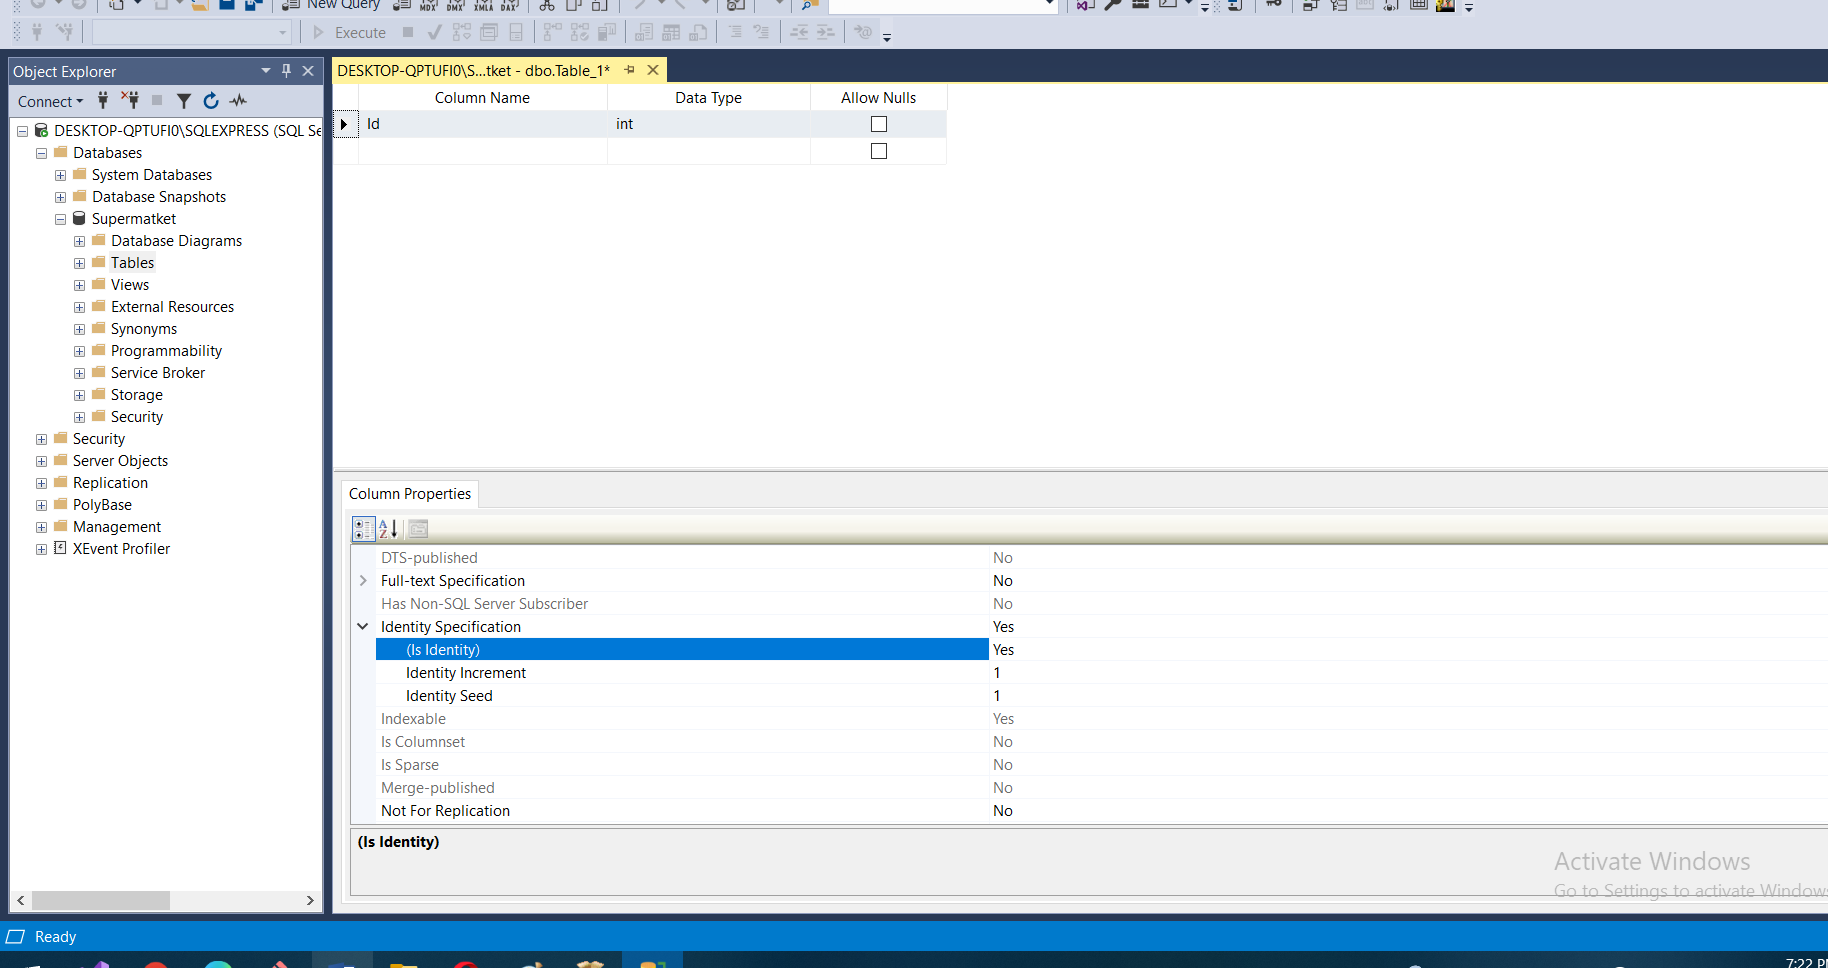 New Query
MDX DMX XMLA DAX
Execute
Object Explorer
Connect
DESKTOP-QPTUFI0\SQLEXPRESS (SQL Se
Databases
System Databases
Database Snapshots
Supermatket
Database Diagrams
Tables
Views
External Resources
Synonyms
Programmability
Service Broker
Storage
Security
Security
Server Objects
Replication
PolyBase
Management
XEvent Profiler
DESKTOP-QPTUFI0\S...tket - dbo.Table_1*
Column Name Data Type Allow Nulls
Id int
Column Properties
DTS-published No
Full-text Specification No
Has Non-SQL Server Subscriber No
Identity Specification Yes
(Is Identity) Yes
Identity Increment 1
Identity Seed 1
Indexable Yes
Is Columnset No
Is Sparse No
Merge-published No
Not For Replication No
(Is Identity)
Activate Windows
Go to Settings to activate Windows
Ready
7:22 P